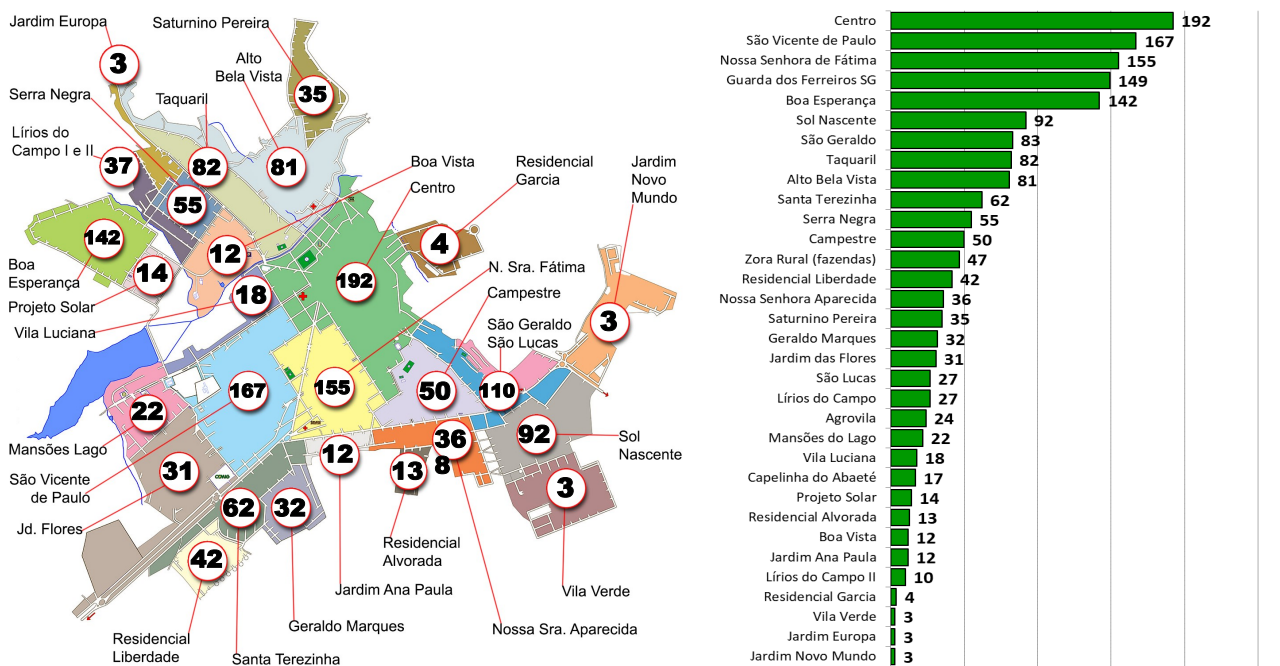 Jardim Europa
Saturnino Pereira
3
Alto
Bela Vista
35
Serra Negra
Taquaril
Lírios do
Campo I e II
37
82
81
55
Boa Vista
Centro
Residencial
Garcia
Jardim
Novo
Mundo
142
12
4
14
Boa
Esperança
192
N. Sra. Fátima
Projeto Solar
18
Campestre
Vila Luciana
São Geraldo
São Lucas
3
167
155
50
110
22
Mansões Lago
36
8
92
Sol
Nascente
12
13
São Vicente
de Paulo
31
3
Jd. Flores
62
32
42
Residencial
Alvorada
Jardim Ana Paula
Vila Verde
Geraldo Marques
Nossa Sra. Aparecida
Residencial
Liberdade
Santa Terezinha
Centro 192
São Vicente de Paulo 167
Nossa Senhora de Fátima 155
Guarda dos Ferreiros SG 149
Boa Esperança 142
Sol Nascente 92
São Geraldo 83
Taquaril 82
Alto Bela Vista 81
Santa Terezinha 62
Serra Negra 55
Campestre 50
Zora Rural (fazendas) 47
Residencial Liberdade 42
Nossa Senhora Aparecida 36
Saturnino Pereira 35
Geraldo Marques 32
Jardim das Flores 31
São Lucas 27
Lírios do Campo 27
Agrovila 24
Mansões do Lago 22
Vila Luciana 18
Capelinha do Abaeté 17
Projeto Solar 14
Residencial Alvorada 13
Boa Vista 12
Jardim Ana Paula 12
Lírios do Campo II 10
Residencial Garcia 4
Vila Verde 3
Jardim Europa 3
Jardim Novo Mundo 3